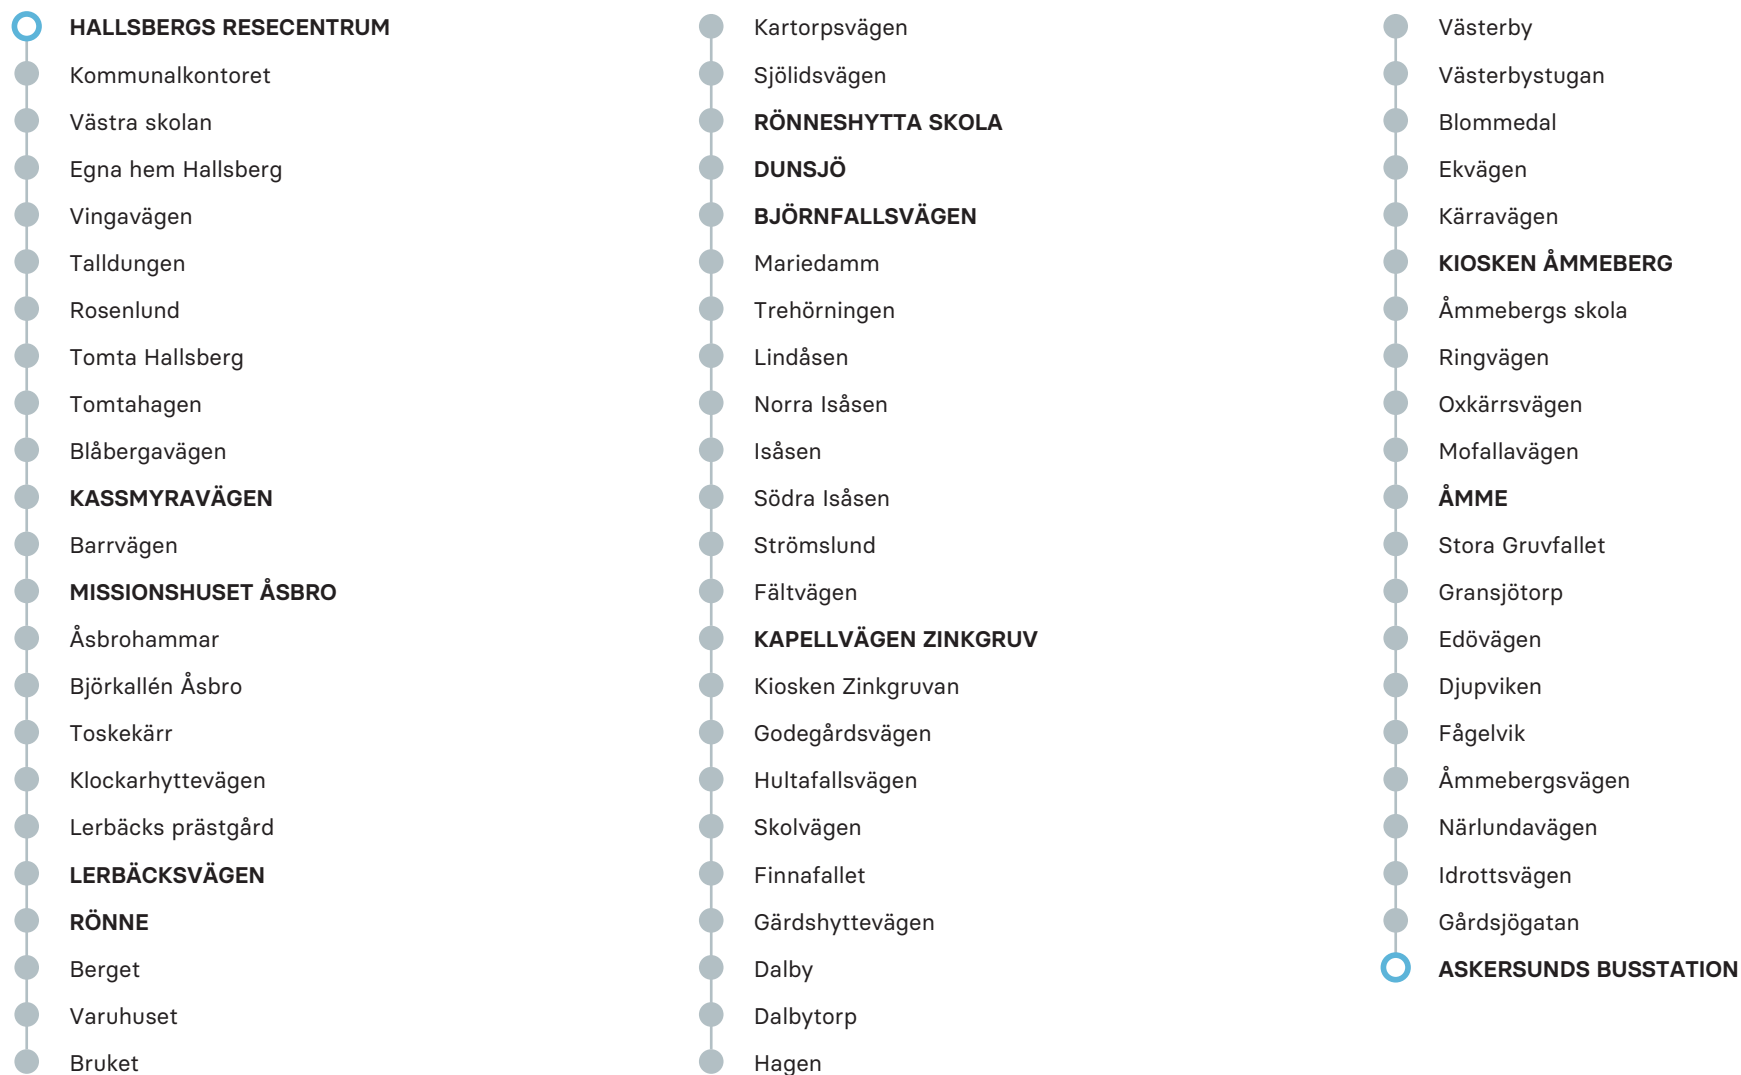 HALLSBERGS RESECENTRUM
Kommunalkontoret
Västra skolan
Egna hem Hallsberg
Vingavägen
Talldungen
Rosenlund
Tomta Hallsberg
Tomtahagen
Blåbergavägen
KASSMYRAVÄGEN
Barrvägen
MISSIONSHUSET ÅSBRO
Åsbrohammar
Björkallén Åsbro
Toskekärr
Klockarhyttevägen
Lerbäcks prästgård
LERBÄCKSVÄGEN
RÖNNE
Berget
Varuhuset
Bruket
Kartorpsvägen
Sjölidsvägen
RÖNNESHYTTA SKOLA
DUNSJÖ
BJÖRNFALLSVÄGEN
Mariedamm
Trehörningen
Lindåsen
Norra Isåsen
Isåsen
Södra Isåsen
Strömslund
Fältvägen
KAPELLVÄGEN ZINKGRUV
Kiosken Zinkgruvan
Godegårdsvägen
Hultafallsvägen
Skolvägen
Finnafallet
Gärdshyttevägen
Dalby
Dalbytorp
Hagen
Västerby
Västerbystugan
Blommedal
Ekvägen
Kärravägen
KIOSKEN ÅMMEBERG
Åmmebergs skola
Ringvägen
Oxkärrsvägen
Mofallavägen
ÅMME
Stora Gruvfallet
Gransjötorp
Edövägen
Djupviken
Fågelvik
Åmmebergsvägen
Närlundavägen
Idrottsvägen
Gårdsjögatan
ASKERSUNDS BUSSTATION